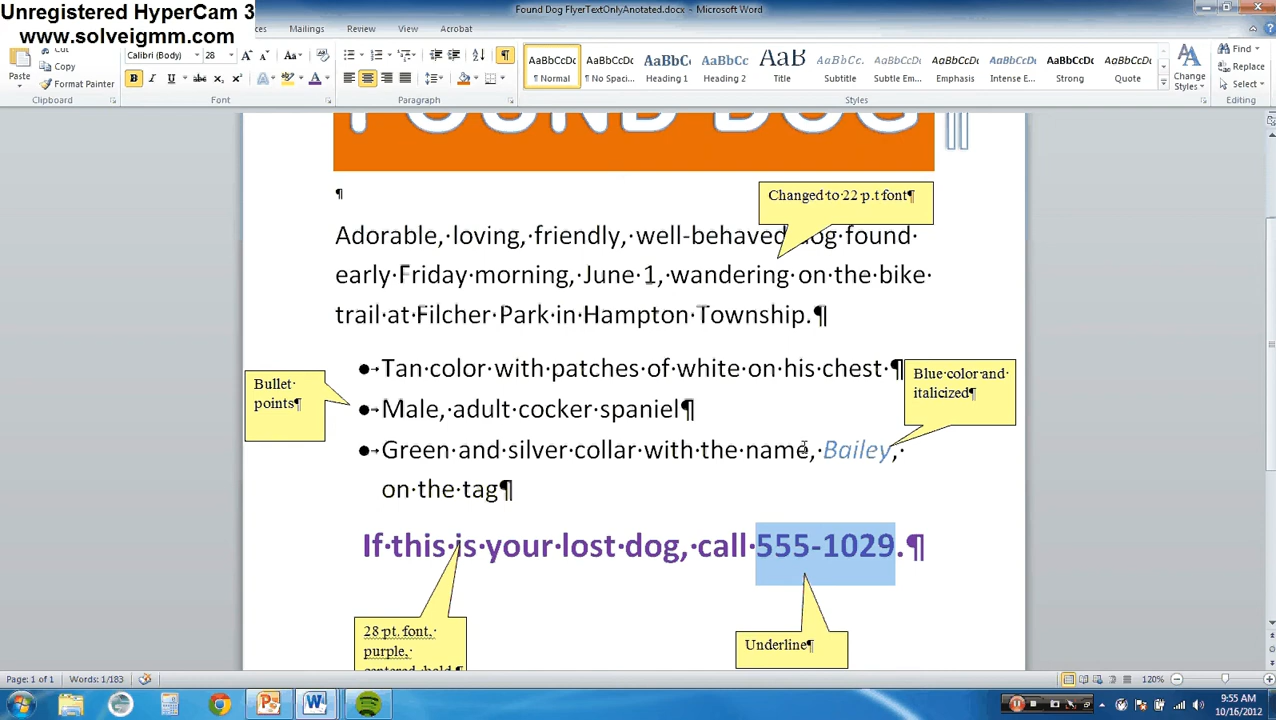 Unregistered HyperCam 3
www.solveigmm.com
Found Dog FlyerTextOnlyAnotated.docx - Microsoft Word
Mailings Review View Acrobat
Paste
Cut
Copy
Format Painter
Clipboard
Calibri (Body) 28
Font
Paragraph
AaBbCcDc AaBbCcDc AaBbCc AaBbCc AaB AaBbCc. AaBbCcDc AaBbCcDc AaBbCcDc AaBbCcDc AaBbCcDc
¶ Normal ¶ No Spaci... Heading 1 Heading 2 Title Subtitle Subtle Em... Emphasis Intense E... Strong Quote
Change
Styles
Styles
Find
Replace
Select
Editing
FOUND DOG¶
¶
Changed·to·22·p.t·font¶
Adorable,·loving,·friendly,·well-behaved·dog·found·
early·Friday·morning,·June·1,·wandering·on·the·bike·
trail·at·Filcher·Park·in·Hampton·Township.¶
Bullet·
points¶
Tan·color·with·patches·of·white·on·his·chest·¶
Male,·adult·cocker·spaniel¶
Green·and·silver·collar·with·the·name,·Bailey,·
on·the·tag¶
Blue·color·and·
italicized¶
If·this·is·your·lost·dog,·call·555-1029.¶
28·pt.·font,·
purple,·
centered,·bold¶
Underline¶
Page: 1 of 1 Words: 1/183 120%
9:55 AM
10/16/2012